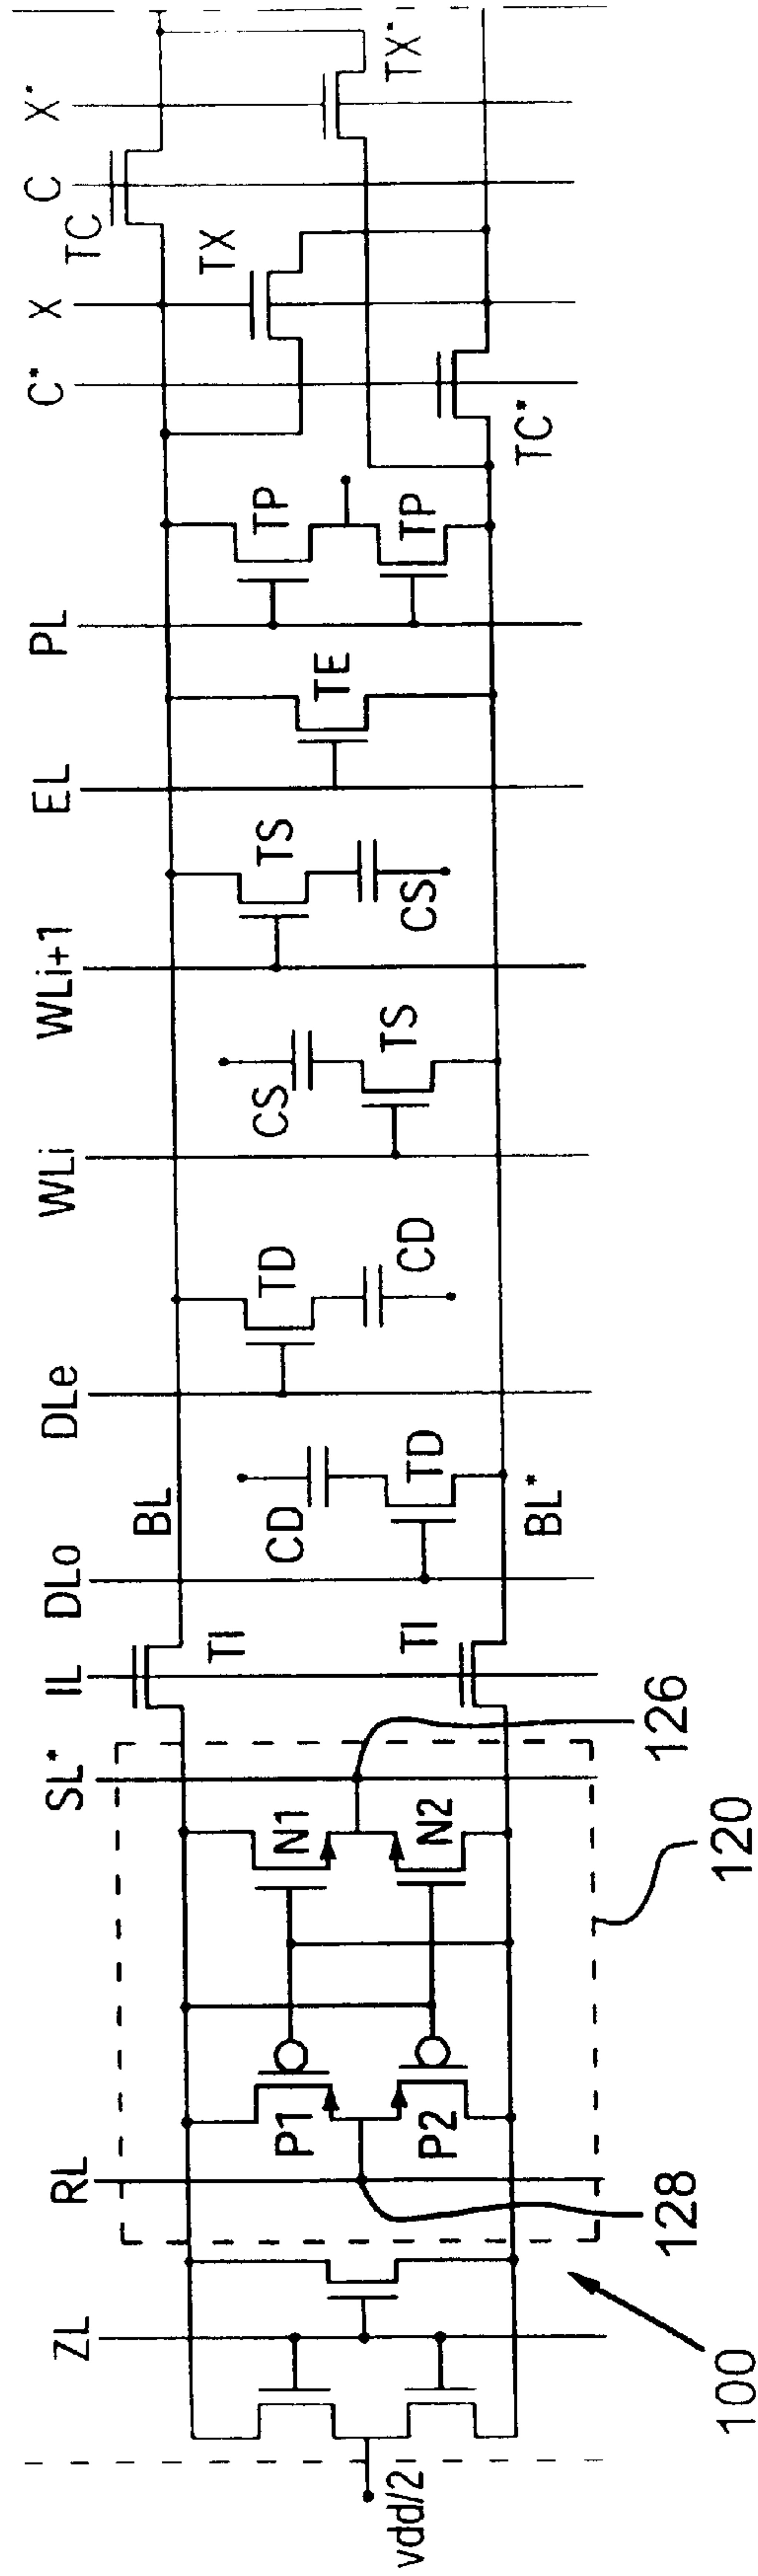 vdd/2
ZL
RL
SL*
IL
DLo
DLe
WLi
WLi+1
EL
PL
C*
X
C
X*
BL
TC
P1
N1
TI
CD
TD
CS
TS
TE
TP
TX
P2
N2
TI
TD
CD
TS
CS
TP
TX*
BL*
TC*
128
126
100
120